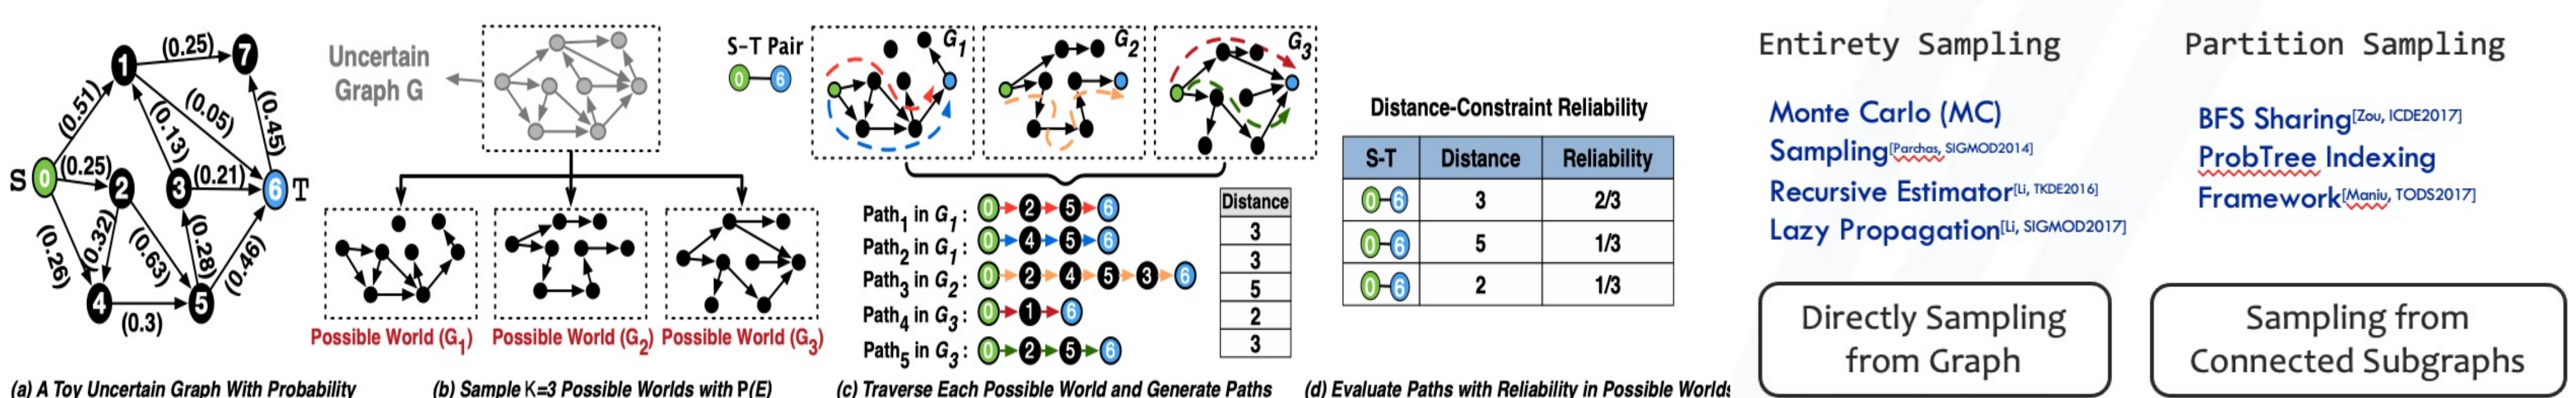 1
(0.25)
7
(0.51)
(0.05)
(0.45)
(0.13)
S 0
(0.25)
2
3
(0.21)
6 T
(0.26)
(0.32)
(0.63)
(0.28)
(0.46)
4
(0.3)
5
(a) A Toy Uncertain Graph With Probability
Uncertain
Graph G
Possible World (G1)
Possible World (G2)
Possible World (G3)
(b) Sample K=3 Possible Worlds with P(E)
S-T Pair
0 6
G1
G2
G3
Distance
Path1 in G1 : 0 2 5 6 3
Path2 in G1 : 0 4 5 6 3
Path3 in G2 : 0 2 4 5 3 6 5
Path4 in G3 : 0 1 6 2
Path5 in G3 : 0 2 5 6 3
(c) Traverse Each Possible World and Generate Paths
Distance-Constraint Reliability
S-T Distance Reliability
0 6 3 2/3
0 6 5 1/3
0 6 2 1/3
(d) Evaluate Paths with Reliability in Possible Worlds
Entirety Sampling
Monte Carlo (MC)
Sampling[Parchas, SIGMOD2014]
Recursive Estimator[Li, TKDE2016]
Lazy Propagation[Li, SIGMOD2017]
Directly Sampling
from Graph
Partition Sampling
BFS Sharing[Zou, ICDE2017]
ProbTree Indexing
Framework[Maniu, TODS2017]
Sampling from
Connected Subgraphs